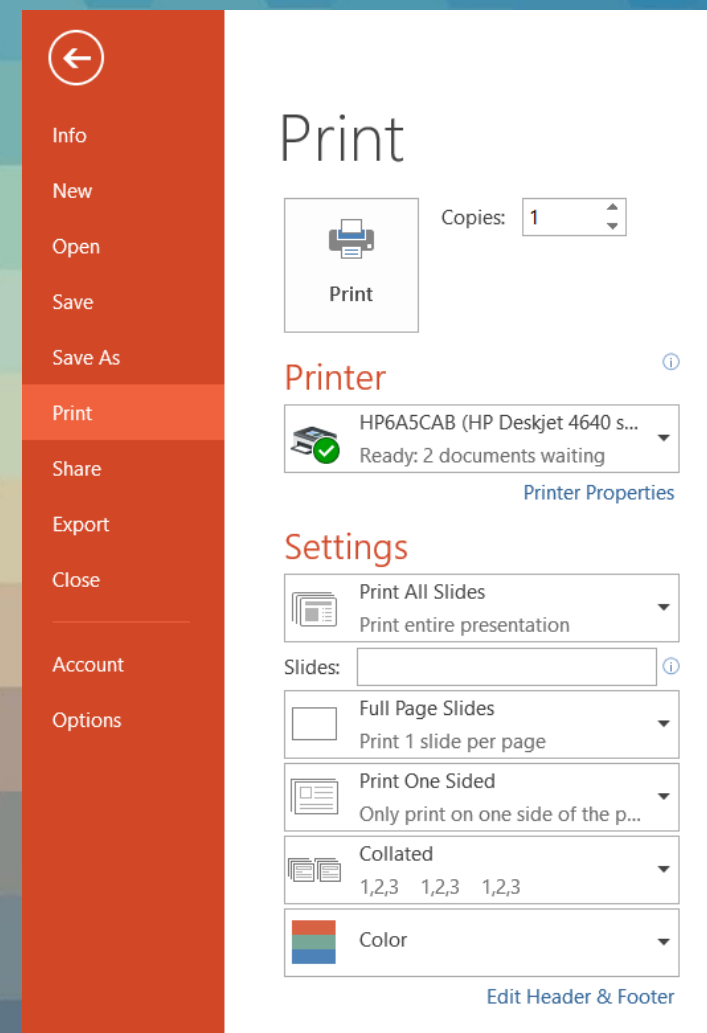 Info
New
Open
Save
Save As
Print
Share
Export
Close
Account
Options
Print
Print
Copies: 1
Printer
HP6A5CAB (HP Deskjet 4640 s...
Ready: 2 documents waiting
Printer Properties
Settings
Print All Slides
Print entire presentation
Slides:
Full Page Slides
Print 1 slide per page
Print One Sided
Only print on one side of the p...
Collated
1,2,3 1,2,3 1,2,3
Color
Edit Header & Footer